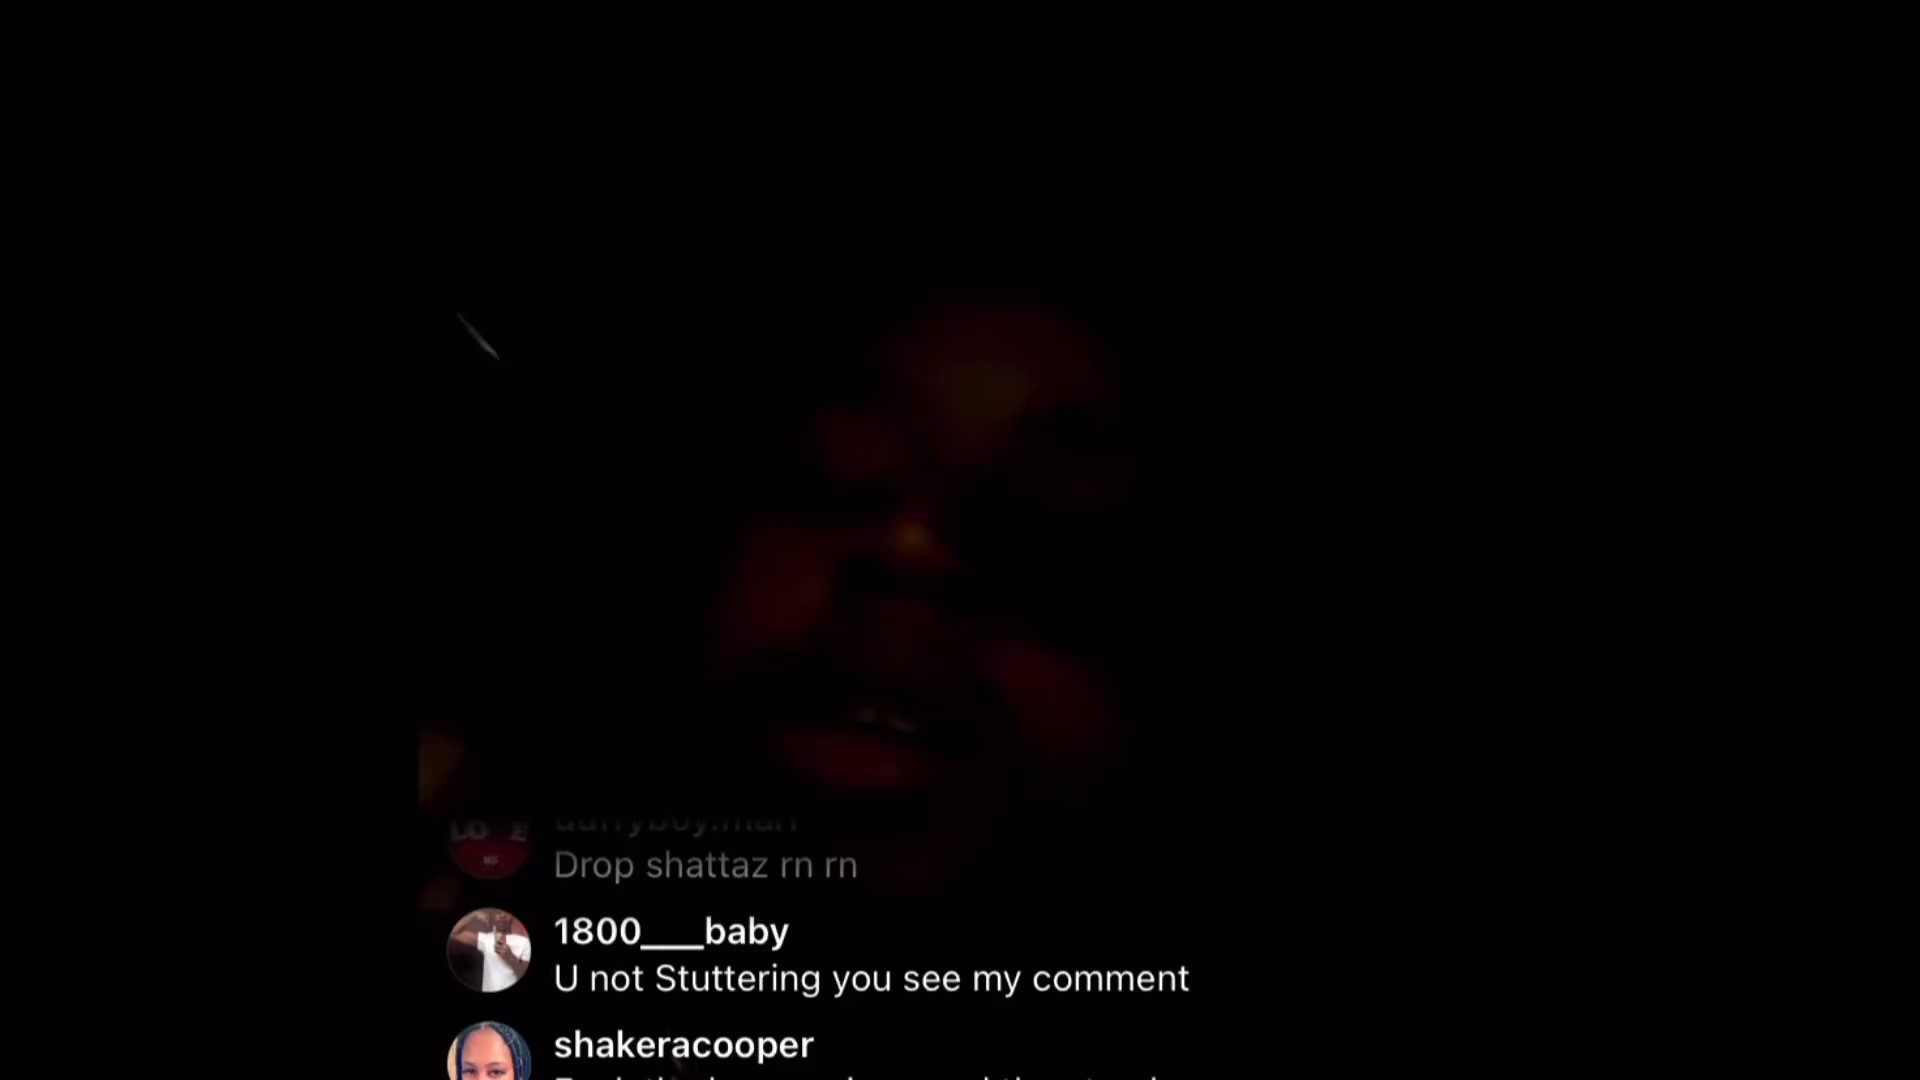 Drop shattaz rn rn
1800___baby
U not Stuttering you see my comment
shakeracooper